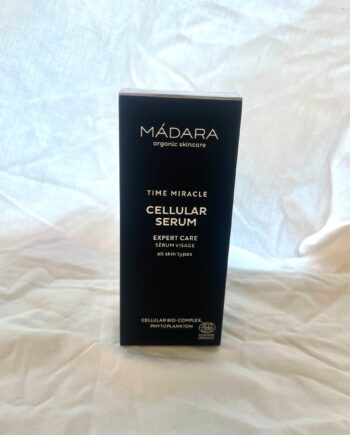 MÁDARA
organic skincare
TIME MIRACLE
CELLULAR
SERUM
EXPERT CARE
SÉRUM VISAGE
all skin types
CELLULAR BIO-COMPLEX,
PHYTOPLANKTON